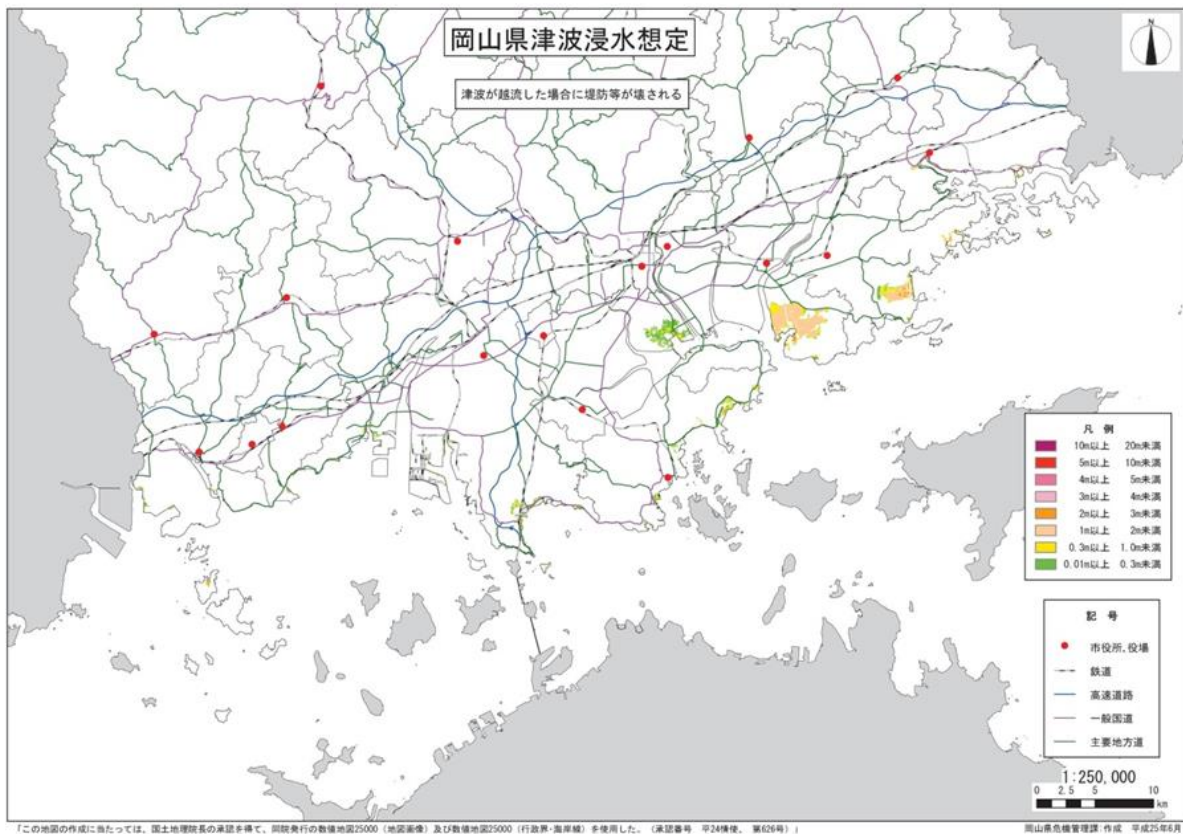 岡山県津波浸水想定
津波が越流した場合に堤防等が壊される
N
凡 例
10m以上 20m未満
5m以上 10m未満
4m以上 5m未満
3m以上 4m未満
2m以上 3m未満
1m以上 2m未満
0.3m以上 1.0m未満
0.01m以上 0.3m未満
記 号
市役所,役場
鉄道
高速道路
一般国道
主要地方道
1:250,000
0 2.5 5 10
km
「この地図の作成に当たっては、国土地理院長の承認を得て、同院発行の数値地図25000（地図画像）及び数値地図25000（行政界・海岸線）を使用した。（承認番号 平24情使、 第626号）」
岡山県危機管理課:作成 平成25年6月